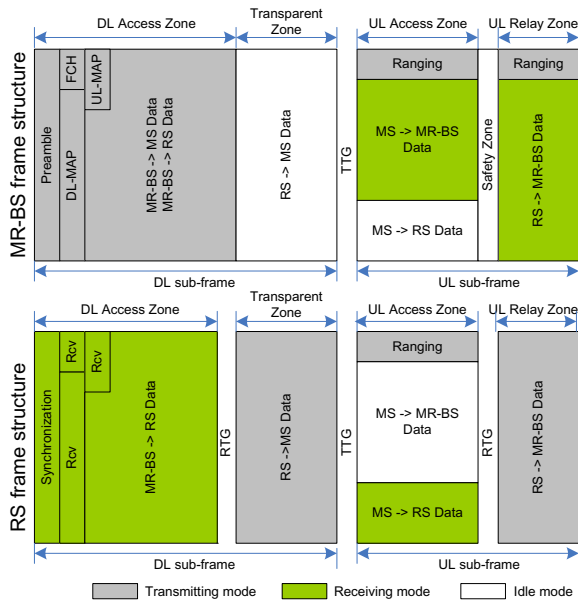 DL Access Zone
Transparent
Zone
UL Access Zone
UL Relay Zone
MR-BS frame structure
Preamble
FCH
DL-MAP
UL-MAP
MR-BS -> MS Data
MR-BS -> RS Data
RS -> MS Data
TTG
Ranging
MS -> MR-BS
Data
MS -> RS Data
Safety Zone
Ranging
RS -> MR-BS Data
DL sub-frame
UL sub-frame
DL Access Zone
Transparent
Zone
UL Access Zone
UL Relay Zone
RS frame structure
Synchronization
Rcv
Rcv
Rcv
MR-BS -> RS Data
RTG
RS ->MS Data
TTG
Ranging
MS -> MR-BS
Data
MS -> RS Data
RTG
RS -> MR-BS Data
DL sub-frame
UL sub-frame
Transmitting mode
Receiving mode
Idle mode